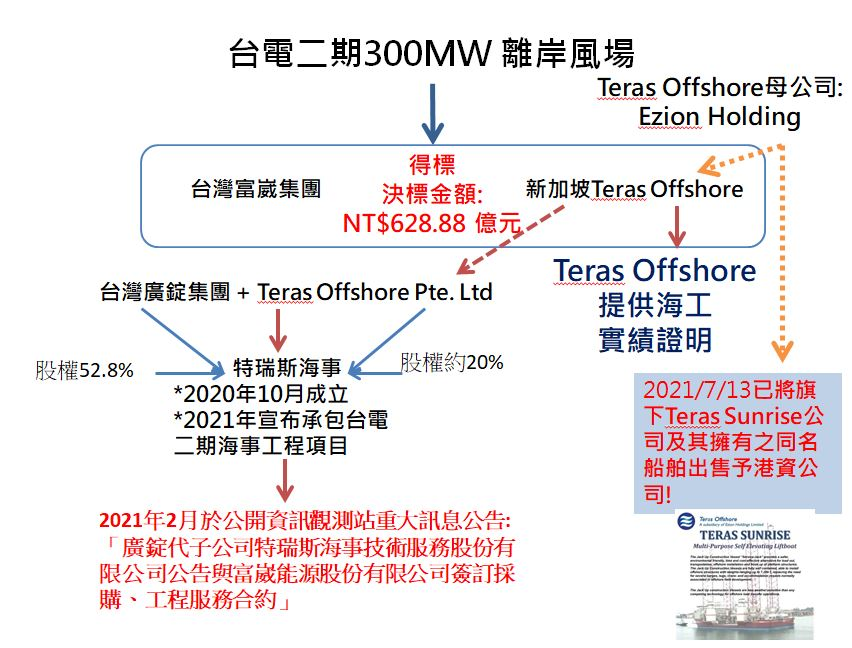 台電二期300MW 離岸風場
Teras Offshore母公司:
Ezion Holding
台灣富崴集團
得標
決標金額:
NT$628.88 億元
新加坡Teras Offshore
Teras Offshore
提供海工
實績證明
台灣廣錠集團 + Teras Offshore Pte. Ltd
股權52.8%
特瑞斯海事
股權約20%
*2020年10月成立
*2021年宣布承包台電
二期海事工程項目
2021/7/13已將旗
下Teras Sunrise公
司及其擁有之同名
船舶出售予港資公
司!
2021年2月於公開資訊觀測站重大訊息公告:
「廣錠代子公司特瑞斯海事技術服務股份有
限公司公告與富崴能源股份有限公司簽訂採
購、工程服務合約」
Teras Offshore
A subsidiary of Ezion Holdings Limited
TERAS SUNRISE
Multi-Purpose Self Elevating Liftboat